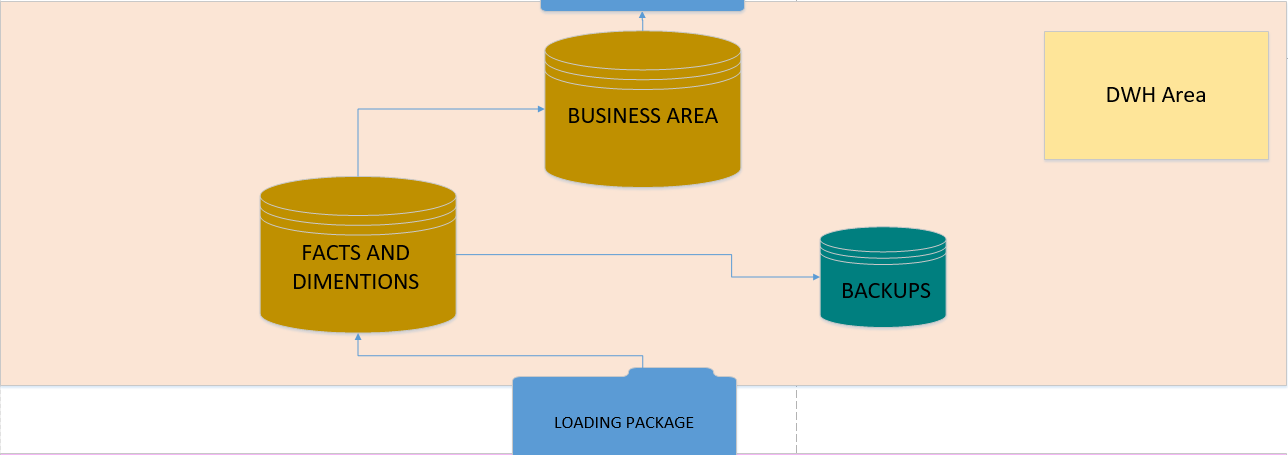 BUSINESS AREA
DWH Area
FACTS AND
DIMENTIONS
BACKUPS
LOADING PACKAGE